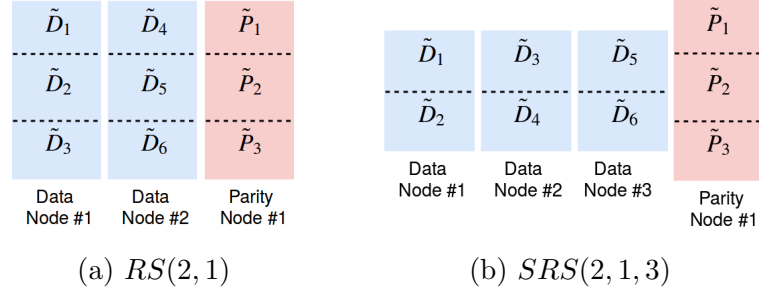 D̃₁ D̃₄ P̃₁
D̃₂ D̃₅ P̃₂
D̃₃ D̃₆ P̃₃
Data Node #1
Data Node #2
Parity Node #1
(a) RS(2, 1)
P̃₁
D̃₁ D̃₃ D̃₅
P̃₂
D̃₂ D̃₄ D̃₆
P̃₃
Data Node #1
Data Node #2
Data Node #3
Parity Node #1
(b) SRS(2, 1, 3)